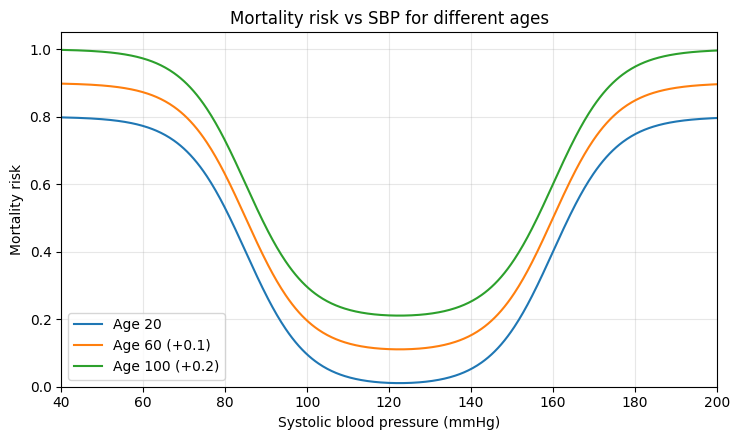 Mortality risk vs SBP for different ages
1.0
0.8
0.6
0.4
0.2
0.0
Mortality risk
Age 20
Age 60 (+0.1)
Age 100 (+0.2)
40 60 80 100 120 140 160 180 200
Systolic blood pressure (mmHg)